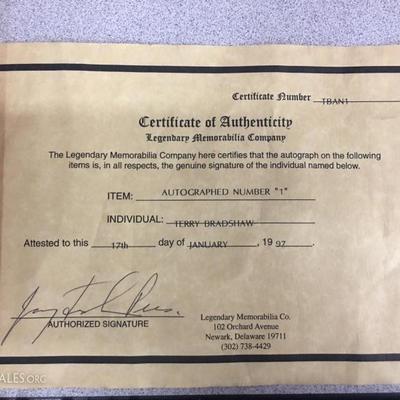 Certificate Number TBAN1
Certificate of Authenticity
Legendary Memorabilia Company
The Legendary Memorabilia Company here certifies that the autograph on the following
items is, in all respects, the genuine signature of the individual named below.
ITEM: AUTOGRAPHED NUMBER "1"
INDIVIDUAL: TERRY BRADSHAW
Attested to this 17th day of JANUARY, 19 97.
AUTHORIZED SIGNATURE
Legendary Memorabilia Co.
102 Orchard Avenue
Newark, Delaware 19711
(302) 738-4429
ALES.ORG